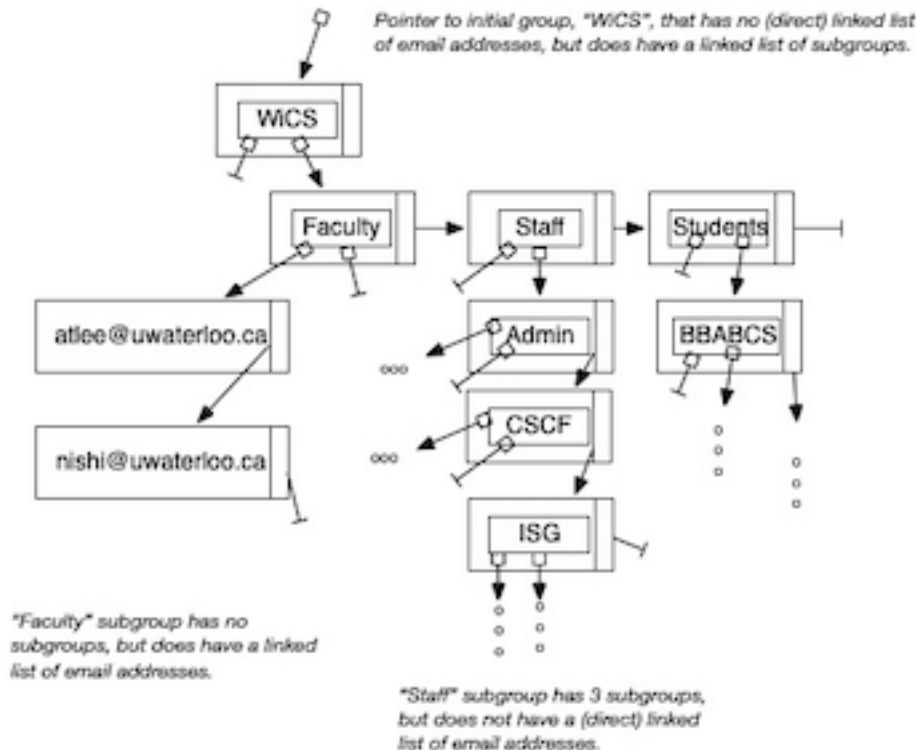 Pointer to initial group, "WiCS", that has no (direct) linked list
of email addresses, but does have a linked list of subgroups.
WiCS
Faculty
Staff
Students
atlee@uwaterloo.ca
Admin
BBABCS
CSCF
nishi@uwaterloo.ca
ISG
"Faculty" subgroup has no
subgroups, but does have a linked
list of email addresses.
"Staff" subgroup has 3 subgroups,
but does not have a (direct) linked
list of email addresses.